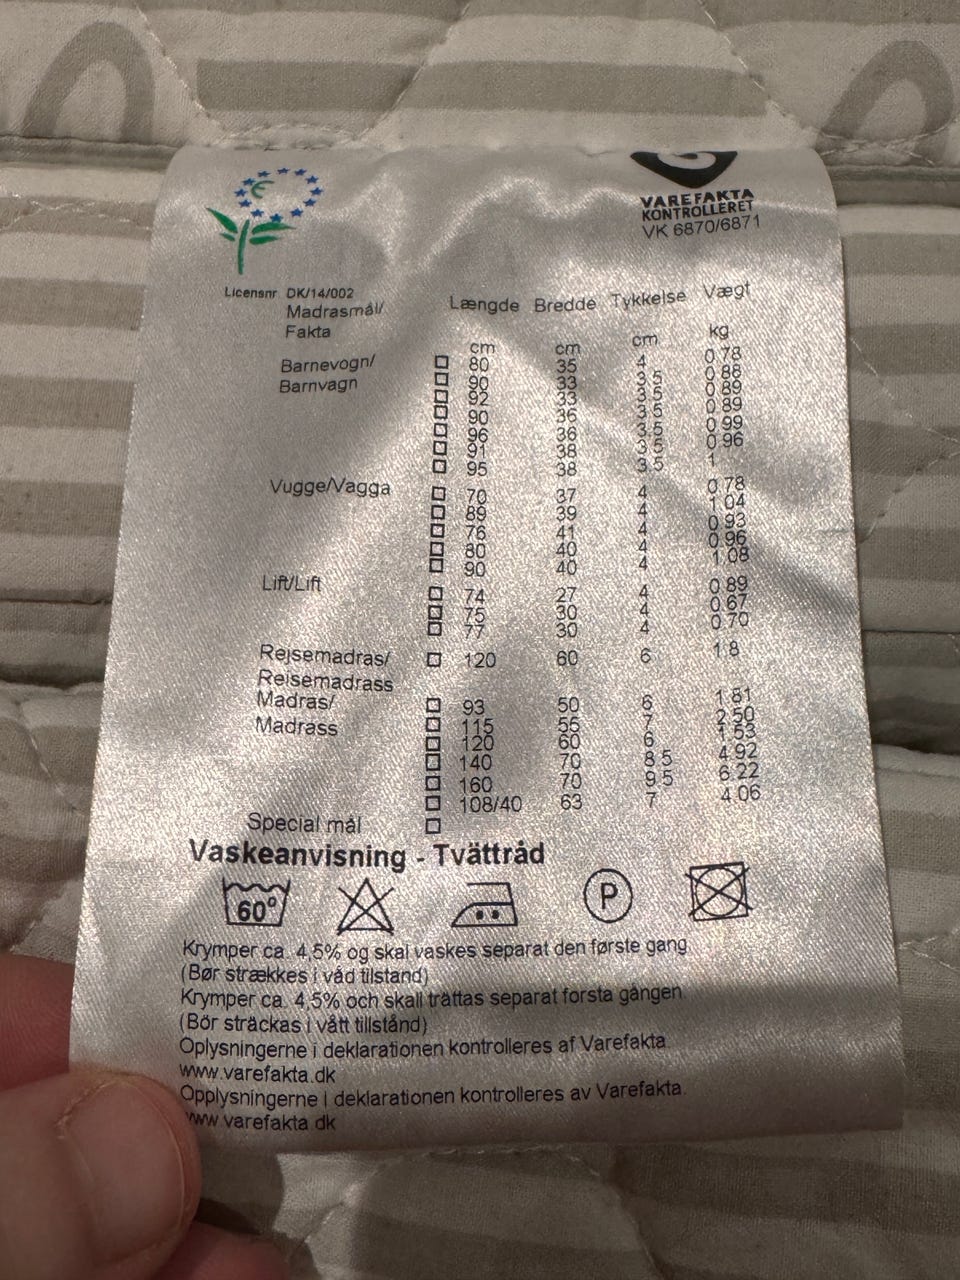 VAREFAKTA
KONTROLLERET
VK 6870/6871
Licensnr DK/14/002
Madrasmål/ Længde Bredde Tykkelse Vægt
Fakta
cm cm cm kg
Barnevogn/ 80 35 4 0.78
Barnvagn 90 33 3.5 0.88
92 33 3.5 0.89
90 36 3.5 0.89
96 36 3.5 0.99
91 38 3.5 0.96
95 38 3.5 1
Vugge/Vagga 70 37 4 0.78
89 39 4 1.04
76 41 4 0.93
80 40 4 0.96
90 40 4 1.08
Lift/Lift 74 27 4 0.89
75 30 4 0.67
77 30 4 0.70
Rejsemadras/ 120 60 6 1.8
Reisemadrass
Madras/ 93 50 6 1.81
Madrass 115 55 7 2.50
120 60 6 1.53
140 70 8.5 4.92
160 70 9.5 6.22
108/40 63 7 4.06
Special mål
Vaskeanvisning - Tvättråd
60° P
Krymper ca. 4,5% og skal vaskes separat den første gang.
(Bør strækkes i våd tilstand)
Krymper ca. 4,5% och skall trättas separat forsta gången.
(Bör sträckas i vått tillstånd)
Oplysningerne i deklarationen kontrolleres af Varefakta.
www.varefakta.dk
Opplysningerne i deklarationen kontrolleres av Varefakta.
www.varefakta.dk